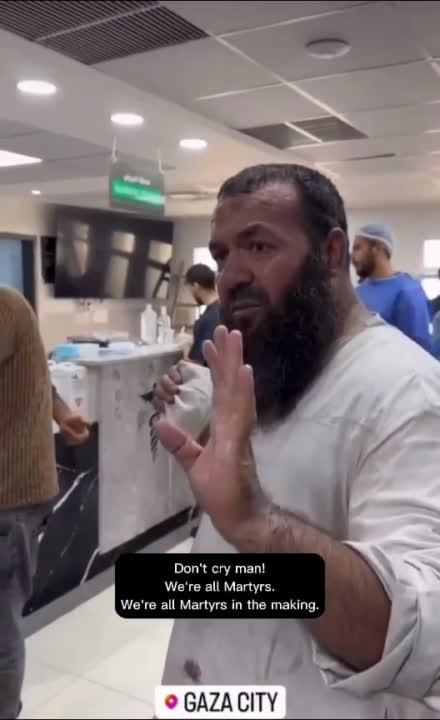 Don't cry man!
We're all Martyrs.
We're all Martyrs in the making.
GAZA CITY